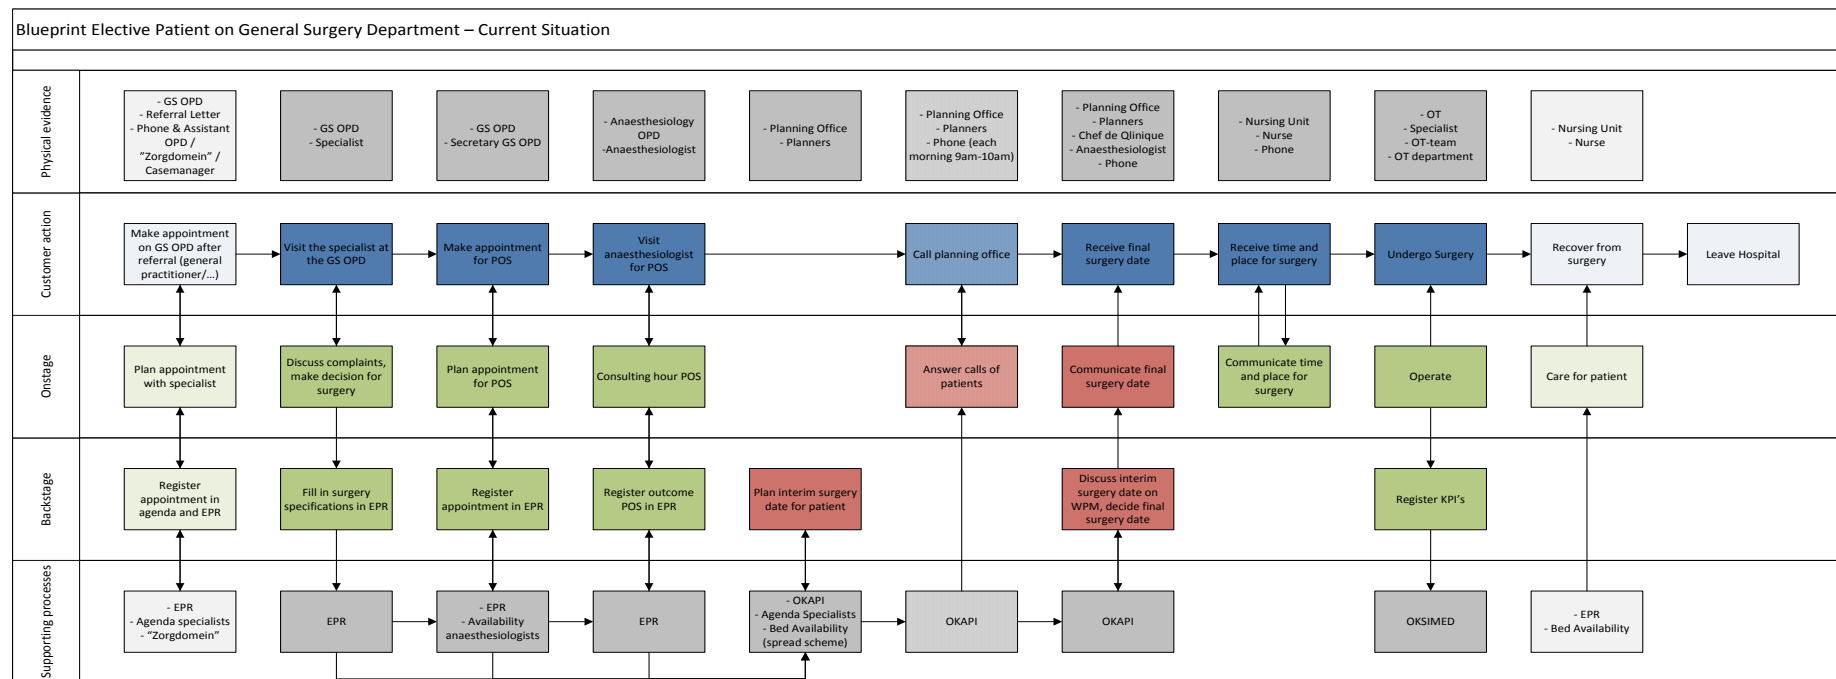 Blueprint Elective Patient on General Surgery Department – Current Situation
Physical evidence
- GS OPD
- Referral Letter
- Phone & Assistant
OPD /
"Zorgdomein" /
Casemanager
- GS OPD
- Specialist
- GS OPD
- Secretary GS OPD
- Anaesthesiology
OPD
-Anaesthesiologist
- Planning Office
- Planners
- Planning Office
- Planners
- Phone (each
morning 9am-10am)
- Planning Office
- Planners
- Chef de Qlinique
- Anaesthesiologist
- Phone
- Nursing Unit
- Nurse
- Phone
- OT
- Specialist
- OT-team
- OT department
- Nursing Unit
- Nurse
Customer action
Make appointment
on GS OPD after
referral (general
practitioner/...)
Visit the specialist at
the GS OPD
Make appointment
for POS
Visit
anaesthesiologist
for POS
Call planning office
Receive final
surgery date
Receive time and
place for surgery
Undergo Surgery
Recover from
surgery
Leave Hospital
Onstage
Plan appointment
with specialist
Discuss complaints,
make decision for
surgery
Plan appointment
for POS
Consulting hour POS
Answer calls of
patients
Communicate final
surgery date
Communicate time
and place for
surgery
Operate
Care for patient
Backstage
Register
appointment in
agenda and EPR
Fill in surgery
specifications in EPR
Register
appointment in EPR
Register outcome
POS in EPR
Plan interim surgery
date for patient
Discuss interim
surgery date on
WPM, decide final
surgery date
Register KPI's
Supporting processes
- EPR
- Agenda specialists
- "Zorgdomein"
EPR
- EPR
- Availability
anaesthesiologists
EPR
- OKAPI
- Agenda Specialists
- Bed Availability
(spread scheme)
OKAPI
OKAPI
OKSIMED
- EPR
- Bed Availability